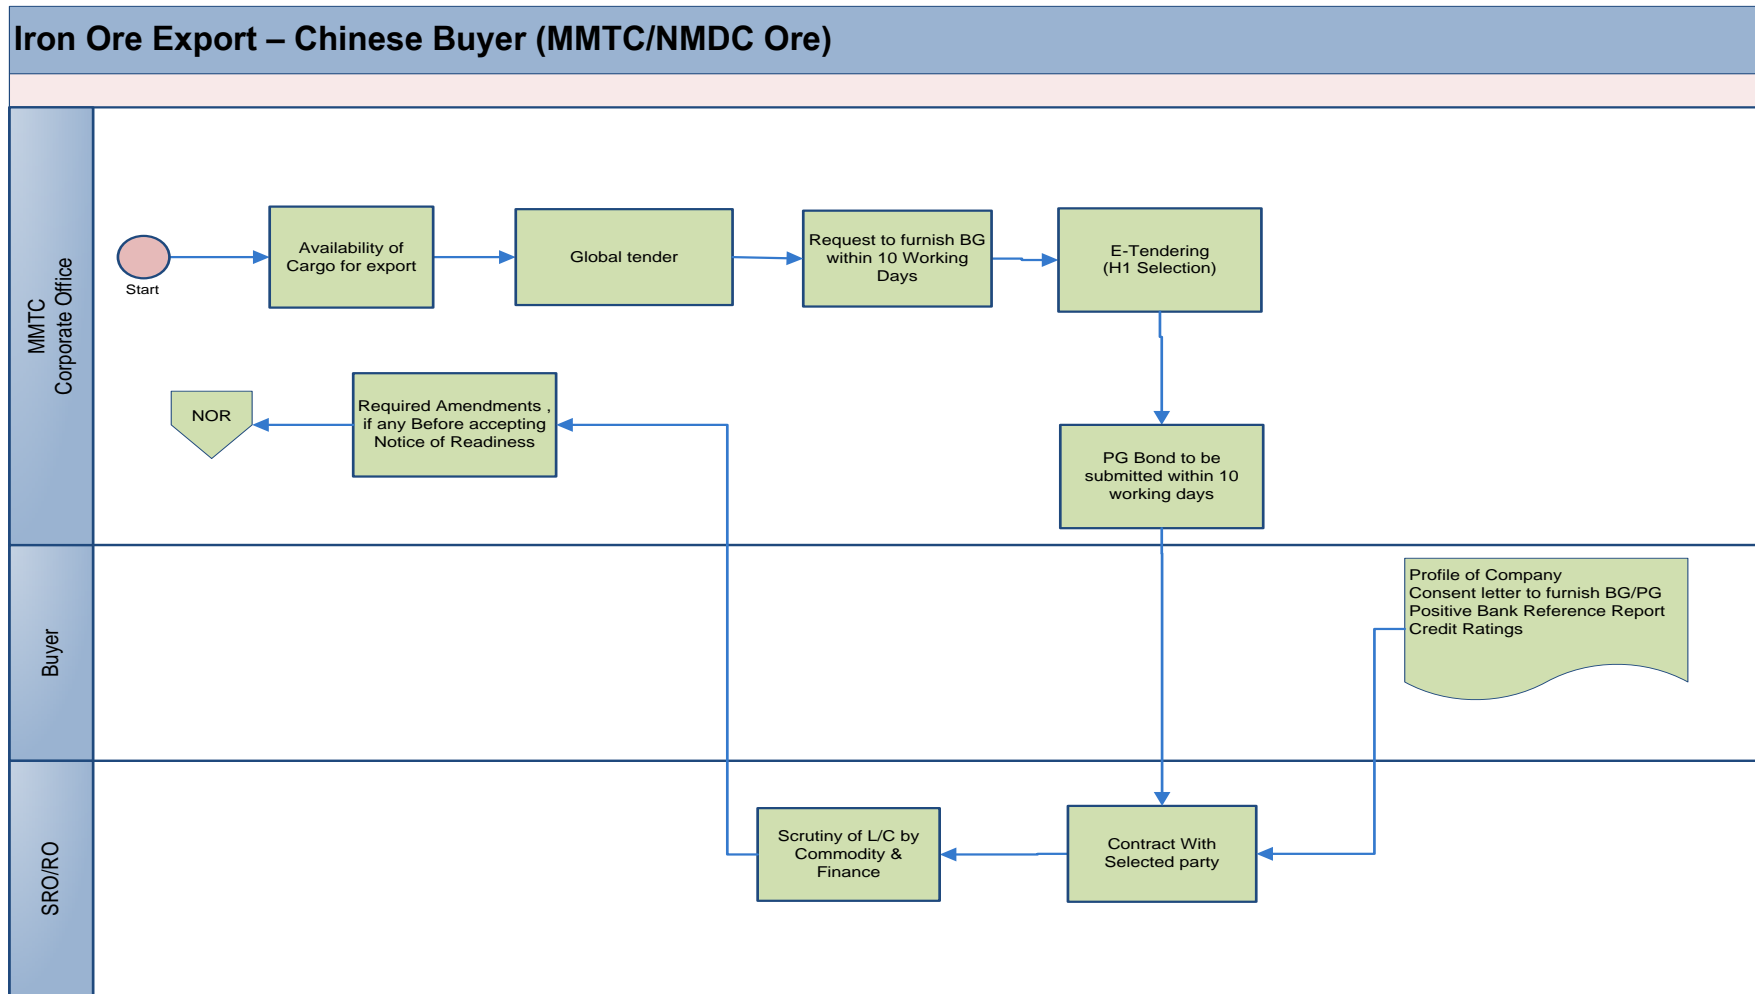 Iron Ore Export – Chinese Buyer (MMTC/NMDC Ore)
MMTC
Corporate Office
Start
Availability of
Cargo for export
Global tender
Request to furnish BG
within 10 Working
Days
E-Tendering
(H1 Selection)
NOR
Required Amendments ,
if any Before accepting
Notice of Readiness
PG Bond to be
submitted within 10
working days
Buyer
Profile of Company
Consent letter to furnish BG/PG
Positive Bank Reference Report
Credit Ratings
SRO/RO
Scrutiny of L/C by
Commodity &
Finance
Contract With
Selected party